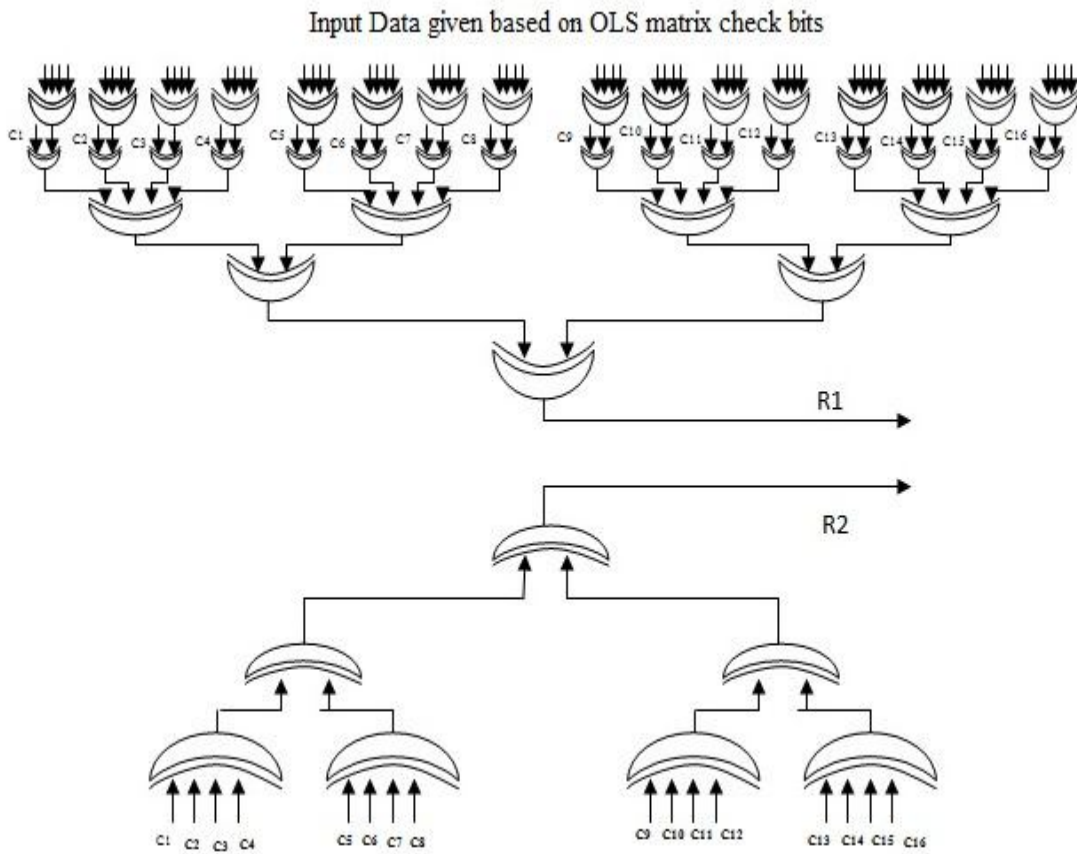 Input Data given based on OLS matrix check bits
C1 C2 C3 C4 C5 C6 C7 C8 C9 C10 C11 C12 C13 C14 C15 C16
R1
R2
C1 C2 C3 C4 C5 C6 C7 C8 C9 C10 C11 C12 C13 C14 C15 C16